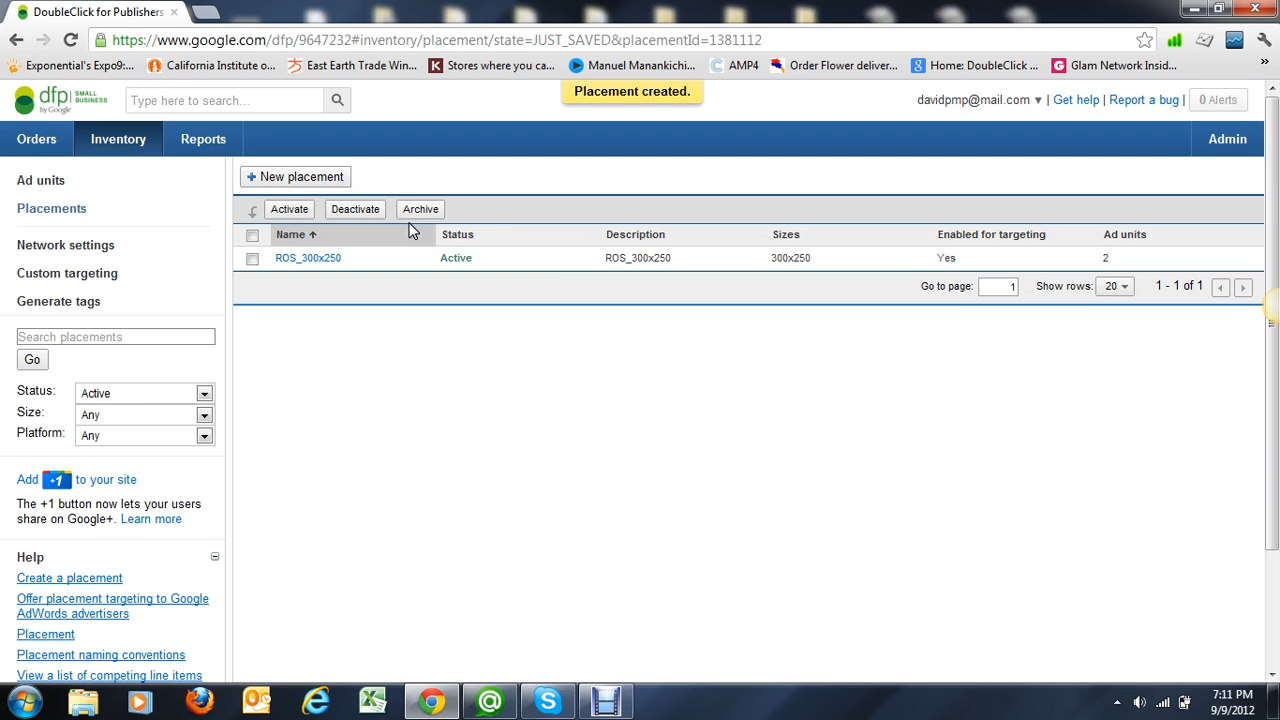 DoubleClick for Publishers
https://www.google.com/dfp/9647232#inventory/placement/state=JUST_SAVED&placementId=1381112
Exponential's Expo9:...
California Institute o...
East Earth Trade Win...
Stores where you ca...
Manuel Manankichi...
AMP4
Order Flower deliver...
Home: DoubleClick ...
Glam Network Insid...
dfp SMALL BUSINESS
by Google
Type here to search...
Placement created.
davidpmp@mail.com | Get help | Report a bug | 0 Alerts
Orders Inventory Reports Admin
Ad units
Placements
Network settings
Custom targeting
Generate tags
Search placements
Go
Status: Active
Size: Any
Platform: Any
Add +1 to your site
The +1 button now lets your users
share on Google+. Learn more
Help
Create a placement
Offer placement targeting to Google
AdWords advertisers
Placement
Placement naming conventions
View a list of competing line items
+ New placement
Activate Deactivate Archive
Name Status Description Sizes Enabled for targeting Ad units
ROS_300x250 Active ROS_300x250 300x250 Yes 2
Go to page: 1 Show rows: 20 1 - 1 of 1
7:11 PM
9/9/2012